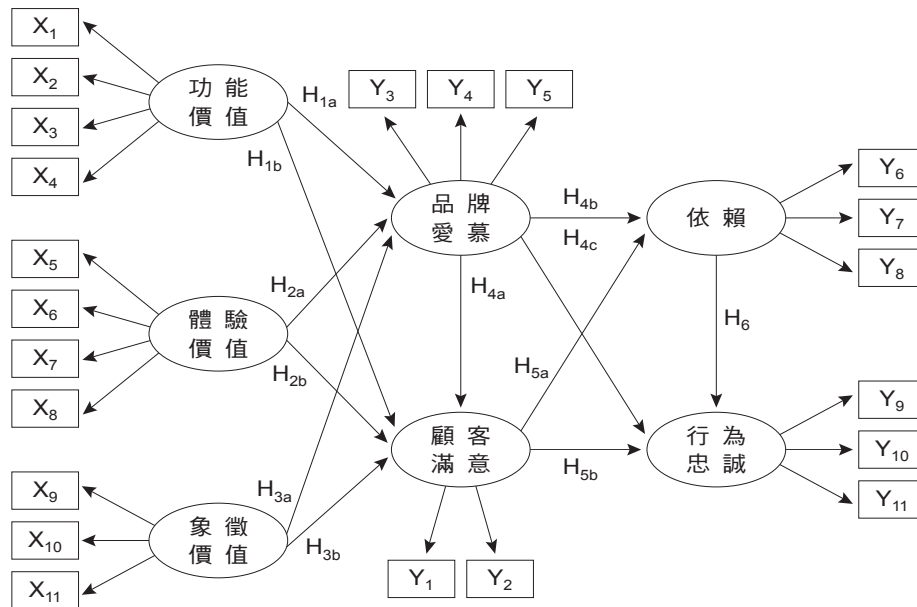 X1
X2
X3
X4
功能
價值
H1a
H1b
Y3
Y4
Y5
品牌
愛慕
H4b
H4c
依賴
Y6
Y7
Y8
X5
X6
X7
X8
體驗
價值
H2a
H2b
H4a
H5a
H6
X9
X10
X11
象徵
價值
H3a
H3b
顧客
滿意
H5b
行為
忠誠
Y9
Y10
Y11
Y1
Y2